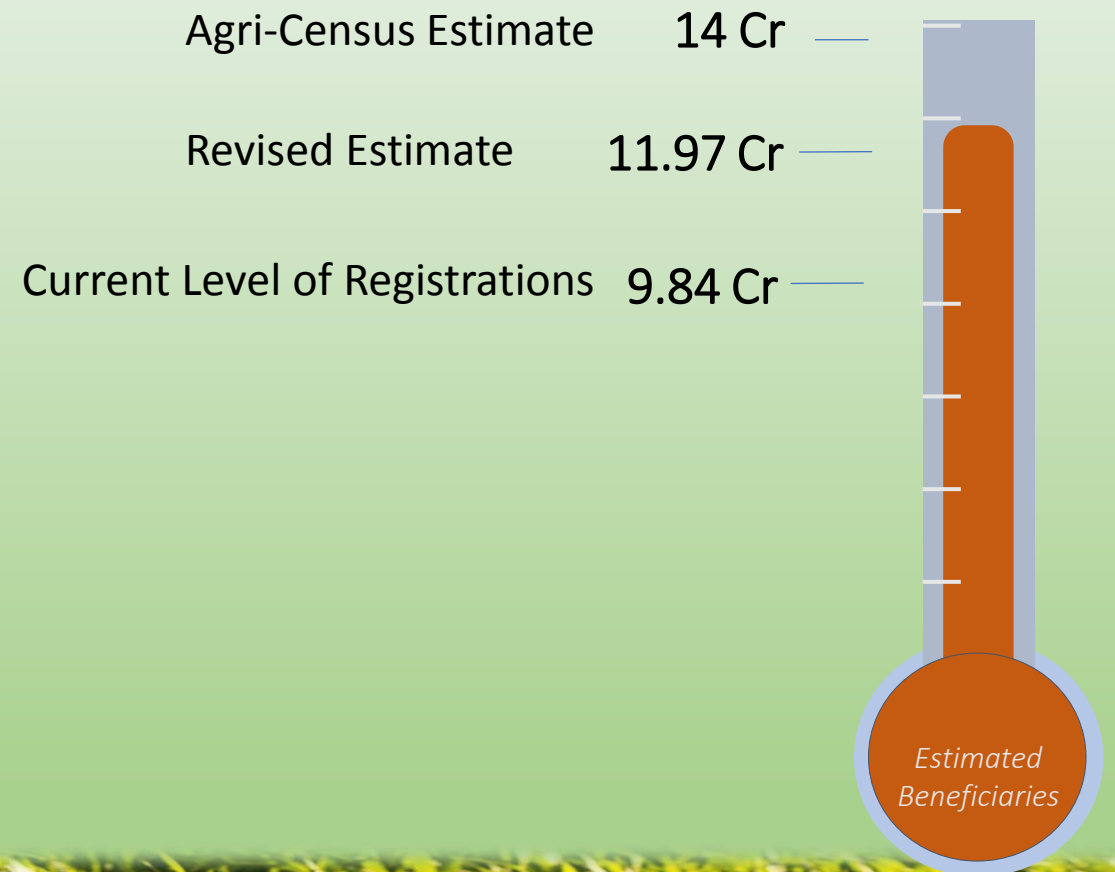 Agri-Census Estimate 14 Cr
Revised Estimate 11.97 Cr
Current Level of Registrations 9.84 Cr
Estimated
Beneficiaries